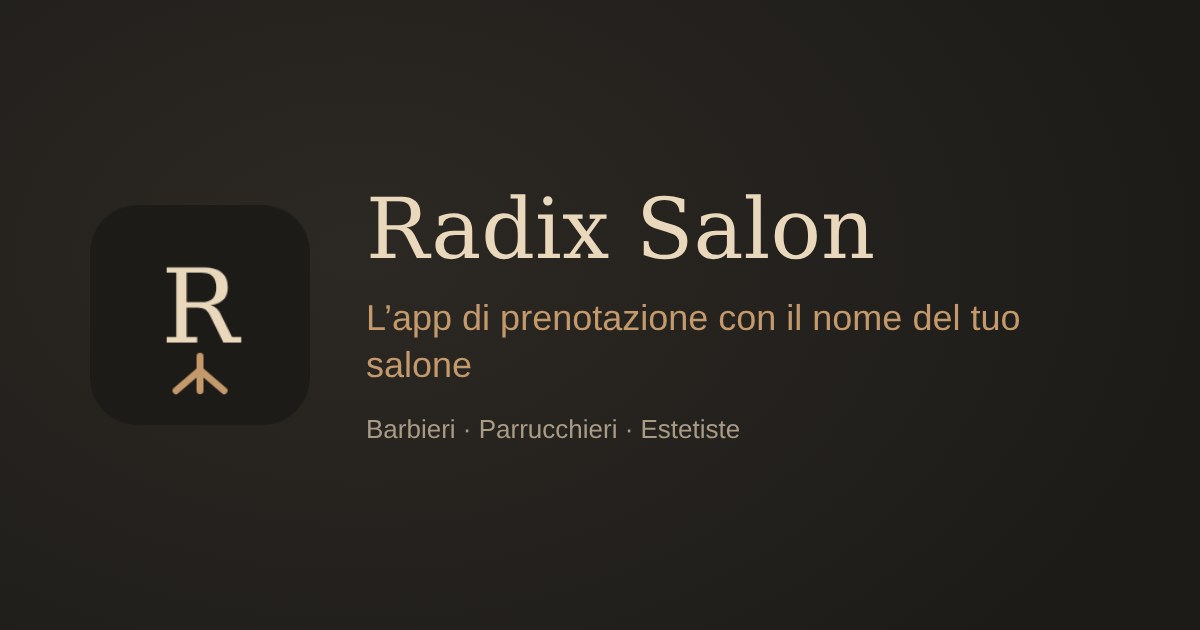 R
Radix Salon
L’app di prenotazione con il nome del tuo
salone
Barbieri · Parrucchieri · Estetiste